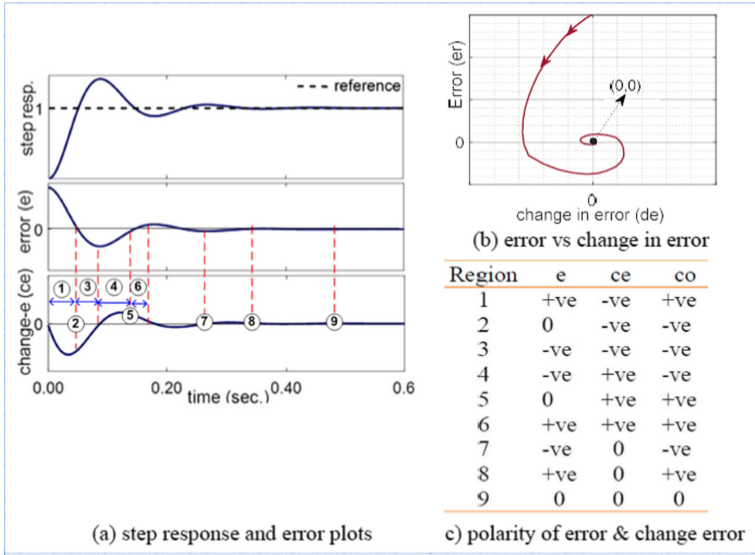 step resp.
1
reference
error (e)
0
change-e (ce)
0
1
2
3
4
5
6
7
8
9
0.00
0.20
0.40
0.6
time (sec.)
(a) step response and error plots
Error (er)
0
(0,0)
0
change in error (de)
(b) error vs change in error
Region e ce co
1 +ve -ve +ve
2 0 -ve -ve
3 -ve -ve -ve
4 -ve +ve -ve
5 0 +ve +ve
6 +ve +ve +ve
7 -ve 0 -ve
8 +ve 0 +ve
9 0 0 0
c) polarity of error & change error